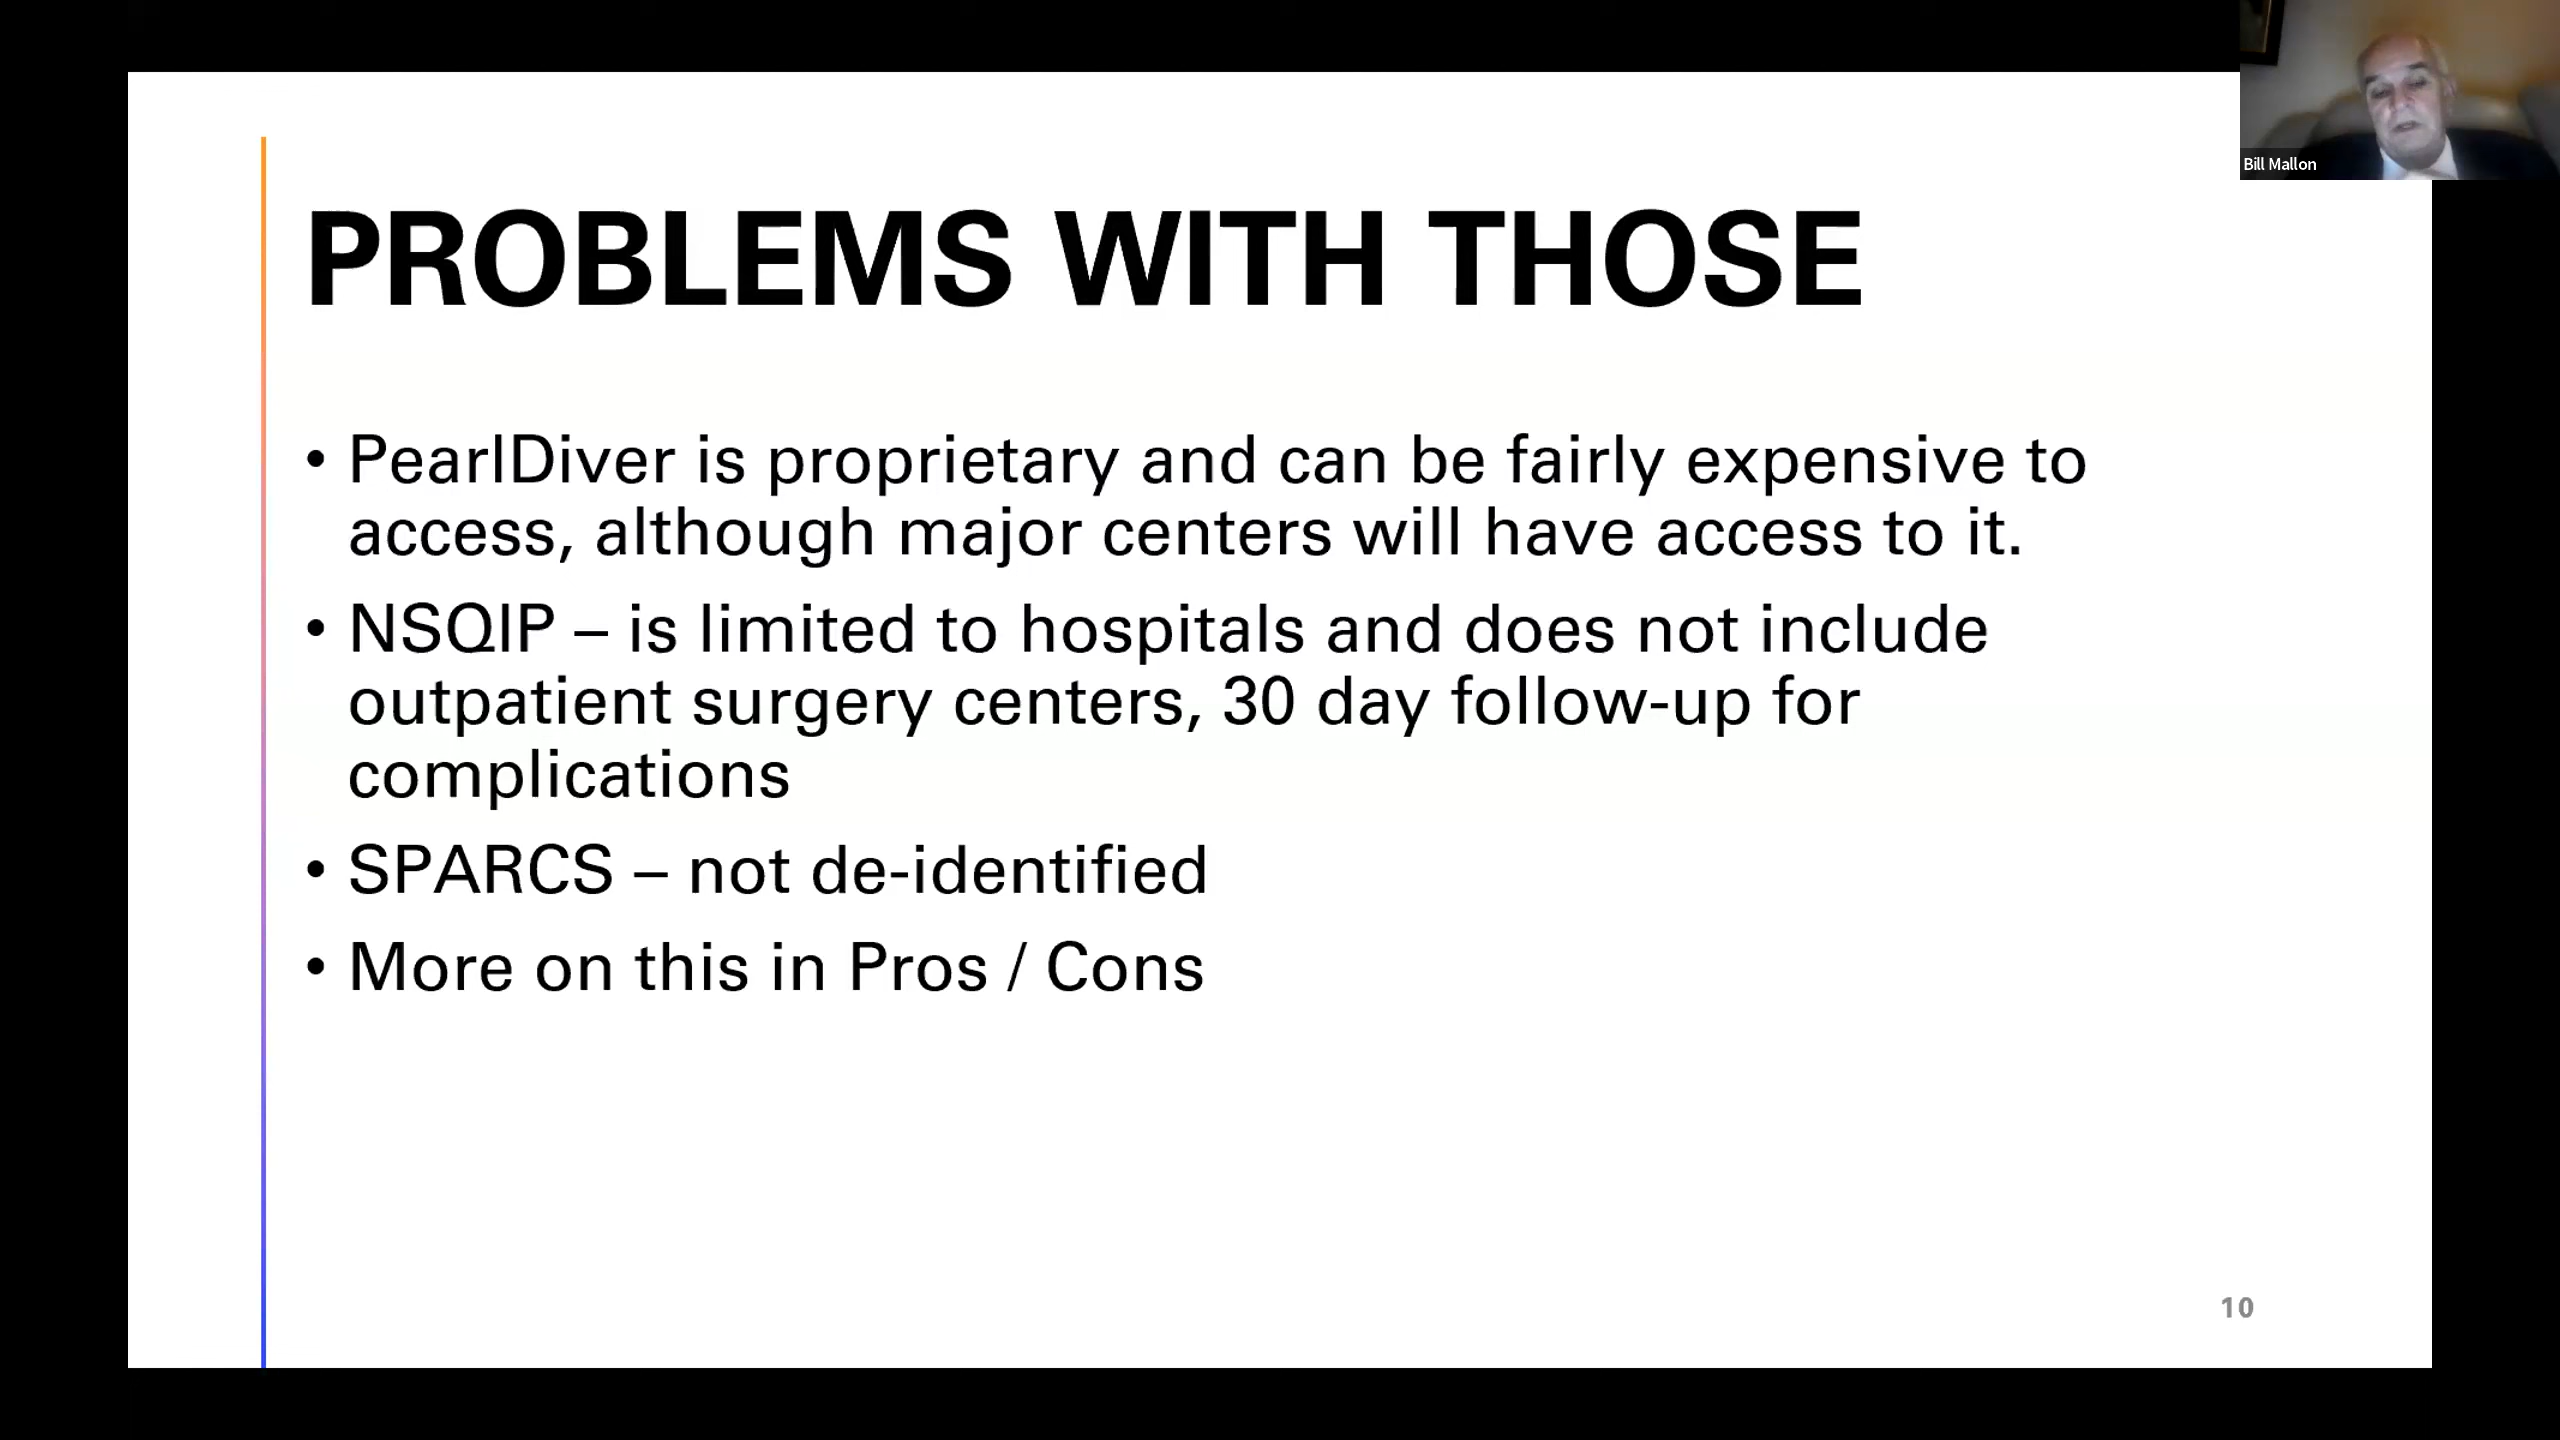 Bill Mallon
PROBLEMS WITH THOSE
• PearlDiver is proprietary and can be fairly expensive to
access, although major centers will have access to it.
• NSQIP – is limited to hospitals and does not include
outpatient surgery centers, 30 day follow-up for
complications
• SPARCS – not de-identified
• More on this in Pros / Cons
10